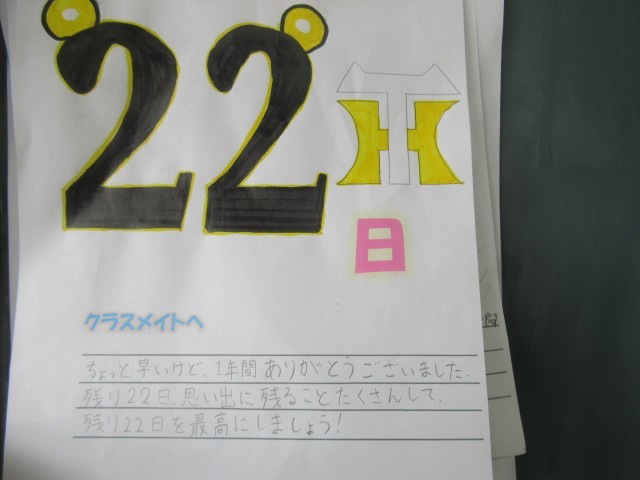 22
日
クラスメイトへ
ちょっと早いけど、1年間ありがとうございました.
残り22日、思い出に残ることたくさんして、
残り22日を最高にしましょう!